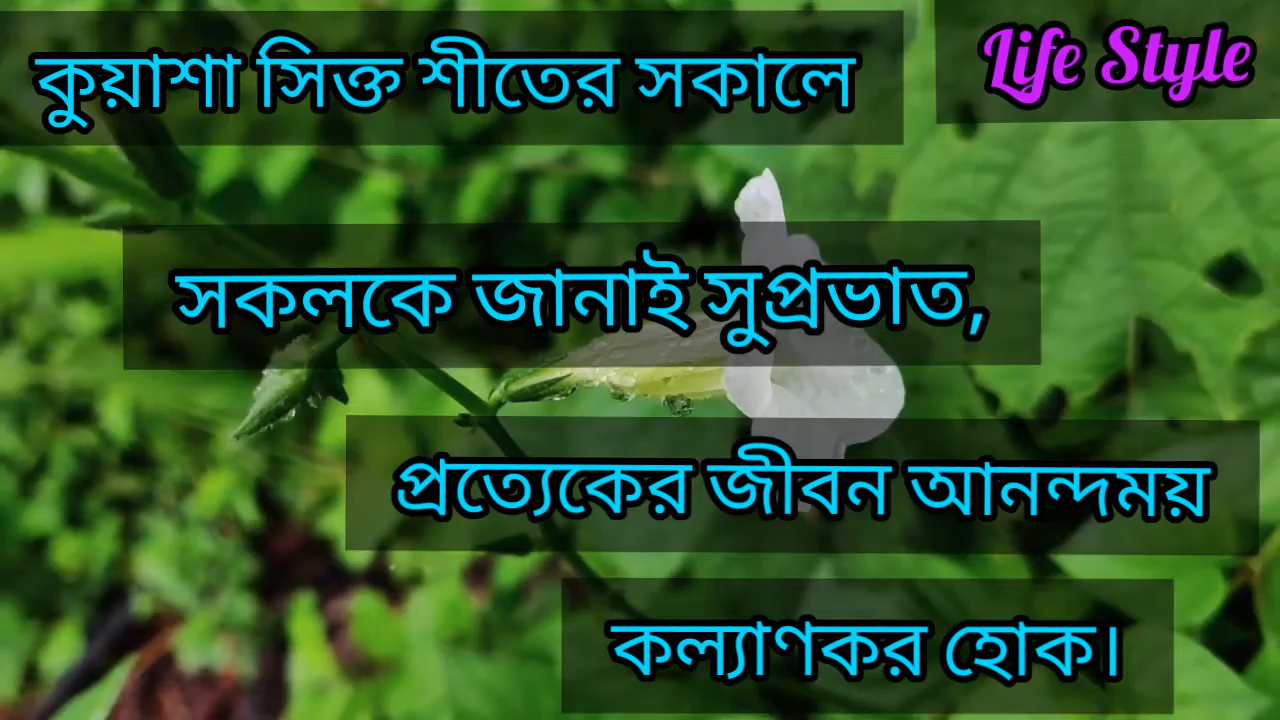 কুয়াশা সিক্ত শীতের সকালে
Life Style
সকলকে জানাই সুপ্রভাত,
প্রত্যেকের জীবন আনন্দময়
কল্যাণকর হোক।